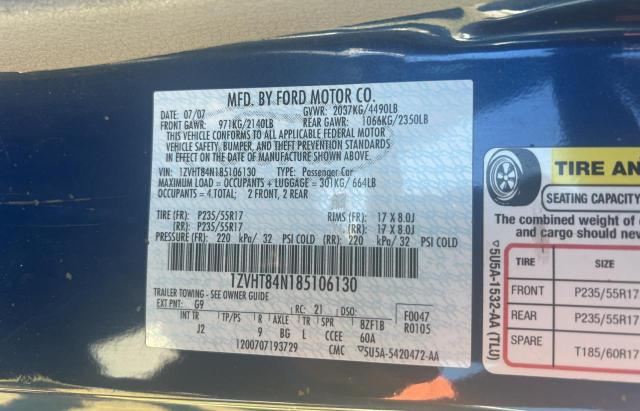 MFD. BY FORD MOTOR CO.
07/07 GVWR: 2037KG/4490LB
FRONT GAWR: 971KG/2140LB REAR GAWR: 1066KG/2350LB
THIS VEHICLE CONFORMS TO ALL APPLICABLE FEDERAL MOTOR
VEHICLE SAFETY, BUMPER, AND THEFT PREVENTION STANDARDS
IN EFFECT ON THE DATE OF MANUFACTURE SHOWN ABOVE.
VIN: 1ZVHT84N185106130 TYPE: Passenger Car
MAXIMUM LOAD = OCCUPANTS + LUGGAGE = 301KG/ 664LB
OCCUPANTS = 4 TOTAL: 2 FRONT, 2 REAR
TIRE (FR): P235/55R17 RIMS (FR): 17 X 8.0J
(RR): P235/55R17 (RR): 17 X 8.0J
PRESSURE (FR): 220 kPa/ 32 PSI COLD (RR): 220 kPa/ 32 PSI COLD
1ZVHT84N185106130
TRAILER TOWING - SEE OWNER GUIDE
EXT PNT: G9 RC: 21 DSO: F0047
INT TR TP/PS R AXLE TR SPR 8ZF1B R0105
J2 9 BG L CCEE 60A
1200707193729 CMC ▽5U5A-5420472-AA
TIRE AN
SEATING CAPACITY
The combined weight of
and cargo should nev
TIRE SIZE
FRONT P235/55R17
REAR P235/55R17
SPARE T185/60R17
▽5U5A-1532-AA (TLU)